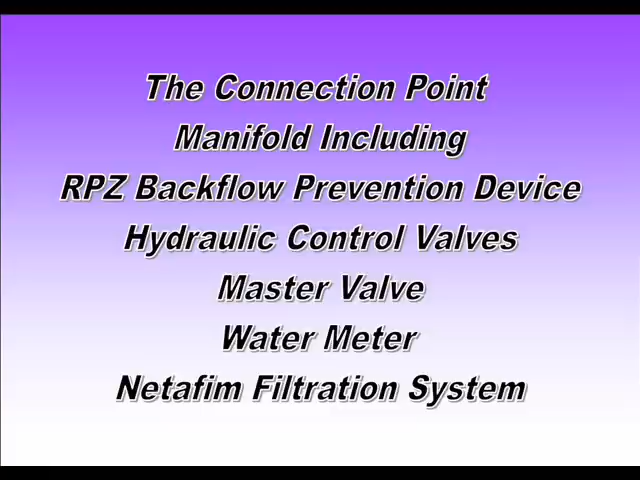 The Connection Point
Manifold Including
RPZ Backflow Prevention Device
Hydraulic Control Valves
Master Valve
Water Meter
Netafim Filtration System